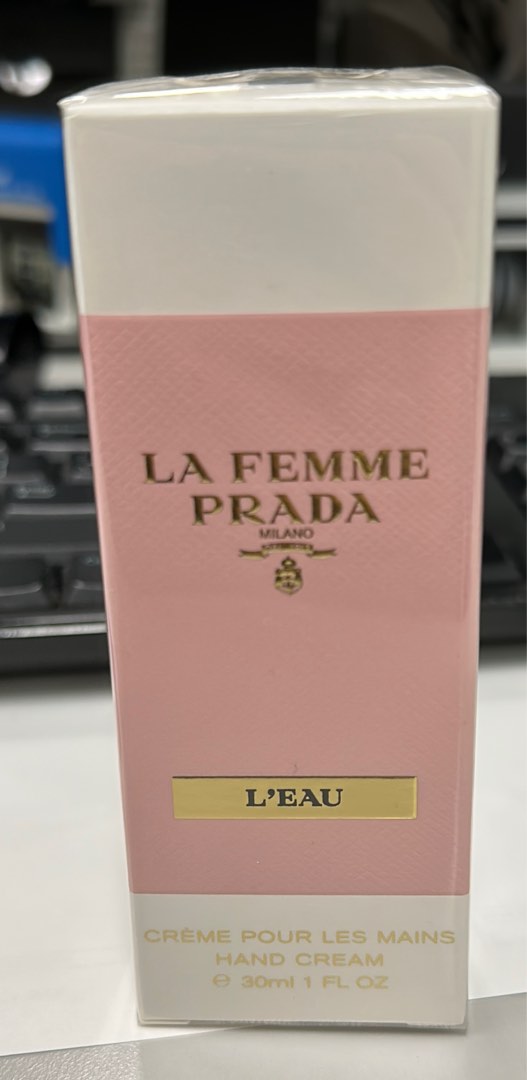 LA FEMME
PRADA
MILANO
L'EAU
CRÈME POUR LES MAINS
HAND CREAM
℮ 30ml 1 FL OZ